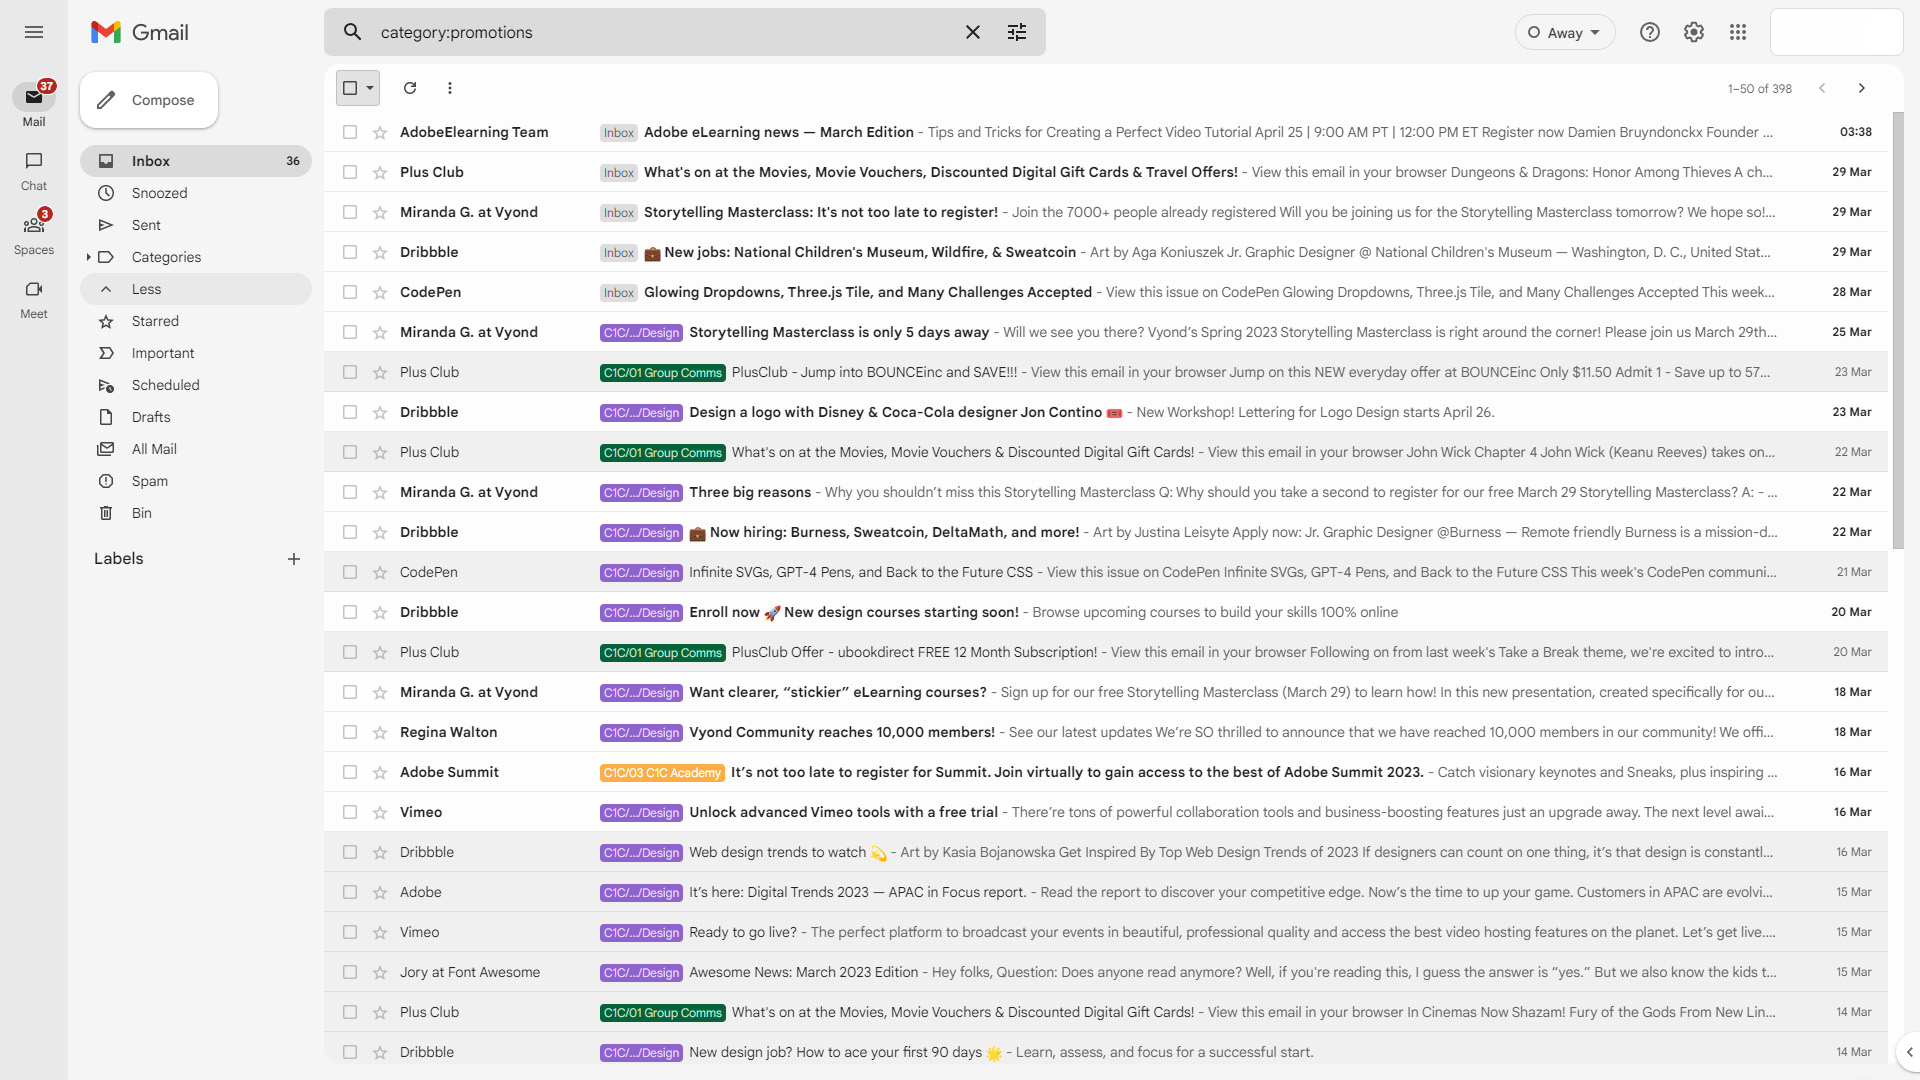 Gmail
category:promotions
Away
37
Mail
Chat
3
Spaces
Meet
Compose
Inbox 36
Snoozed
Sent
Categories
Less
Starred
Important
Scheduled
Drafts
All Mail
Spam
Bin
Labels
1–50 of 398
AdobeElearning Team Inbox Adobe eLearning news — March Edition - Tips and Tricks for Creating a Perfect Video Tutorial April 25 | 9:00 AM PT | 12:00 PM ET Register now Damien Bruyndonckx Founder ... 03:38
Plus Club Inbox What's on at the Movies, Movie Vouchers, Discounted Digital Gift Cards & Travel Offers! - View this email in your browser Dungeons & Dragons: Honor Among Thieves A ch... 29 Mar
Miranda G. at Vyond Inbox Storytelling Masterclass: It's not too late to register! - Join the 7000+ people already registered Will you be joining us for the Storytelling Masterclass tomorrow? We hope so!... 29 Mar
Dribbble Inbox 💼 New jobs: National Children's Museum, Wildfire, & Sweatcoin - Art by Aga Koniuszek Jr. Graphic Designer @ National Children's Museum — Washington, D. C., United Stat... 29 Mar
CodePen Inbox Glowing Dropdowns, Three.js Tile, and Many Challenges Accepted - View this issue on CodePen Glowing Dropdowns, Three.js Tile, and Many Challenges Accepted This week... 28 Mar
Miranda G. at Vyond C1C/.../Design Storytelling Masterclass is only 5 days away - Will we see you there? Vyond’s Spring 2023 Storytelling Masterclass is right around the corner! Please join us March 29th... 25 Mar
Plus Club C1C/01 Group Comms PlusClub - Jump into BOUNCEinc and SAVE!!! - View this email in your browser Jump on this NEW everyday offer at BOUNCEinc Only $11.50 Admit 1 - Save up to 57... 23 Mar
Dribbble C1C/.../Design Design a logo with Disney & Coca-Cola designer Jon Contino 🎟️ - New Workshop! Lettering for Logo Design starts April 26. 23 Mar
Plus Club C1C/01 Group Comms What's on at the Movies, Movie Vouchers & Discounted Digital Gift Cards! - View this email in your browser John Wick Chapter 4 John Wick (Keanu Reeves) takes on... 22 Mar
Miranda G. at Vyond C1C/.../Design Three big reasons - Why you shouldn’t miss this Storytelling Masterclass Q: Why should you take a second to register for our free March 29 Storytelling Masterclass? A: - ... 22 Mar
Dribbble C1C/.../Design 💼 Now hiring: Burness, Sweatcoin, DeltaMath, and more! - Art by Justina Leisyte Apply now: Jr. Graphic Designer @Burness — Remote friendly Burness is a mission-d... 22 Mar
CodePen C1C/.../Design Infinite SVGs, GPT-4 Pens, and Back to the Future CSS - View this issue on CodePen Infinite SVGs, GPT-4 Pens, and Back to the Future CSS This week's CodePen communi... 21 Mar
Dribbble C1C/.../Design Enroll now 🚀 New design courses starting soon! - Browse upcoming courses to build your skills 100% online 20 Mar
Plus Club C1C/01 Group Comms PlusClub Offer - ubookdirect FREE 12 Month Subscription! - View this email in your browser Following on from last week's Take a Break theme, we're excited to intro... 20 Mar
Miranda G. at Vyond C1C/.../Design Want clearer, “stickier” eLearning courses? - Sign up for our free Storytelling Masterclass (March 29) to learn how! In this new presentation, created specifically for ou... 18 Mar
Regina Walton C1C/.../Design Vyond Community reaches 10,000 members! - See our latest updates We’re SO thrilled to announce that we have reached 10,000 members in our community! We offi... 18 Mar
Adobe Summit C1C/03 C1C Academy It’s not too late to register for Summit. Join virtually to gain access to the best of Adobe Summit 2023. - Catch visionary keynotes and Sneaks, plus inspiring ... 16 Mar
Vimeo C1C/.../Design Unlock advanced Vimeo tools with a free trial - There’re tons of powerful collaboration tools and business-boosting features just an upgrade away. The next level awai... 16 Mar
Dribbble C1C/.../Design Web design trends to watch 💫 - Art by Kasia Bojanowska Get Inspired By Top Web Design Trends of 2023 If designers can count on one thing, it’s that design is constantl... 16 Mar
Adobe C1C/.../Design It’s here: Digital Trends 2023 — APAC in Focus report. - Read the report to discover your competitive edge. Now’s the time to up your game. Customers in APAC are evolvi... 15 Mar
Vimeo C1C/.../Design Ready to go live? - The perfect platform to broadcast your events in beautiful, professional quality and access the best video hosting features on the planet. Let’s get live.... 15 Mar
Jory at Font Awesome C1C/.../Design Awesome News: March 2023 Edition - Hey folks, Question: Does anyone read anymore? Well, if you're reading this, I guess the answer is “yes.” But we also know the kids t... 15 Mar
Plus Club C1C/01 Group Comms What's on at the Movies, Movie Vouchers & Discounted Digital Gift Cards! - View this email in your browser In Cinemas Now Shazam! Fury of the Gods From New Lin... 14 Mar
Dribbble C1C/.../Design New design job? How to ace your first 90 days 🌟 - Learn, assess, and focus for a successful start. 14 Mar